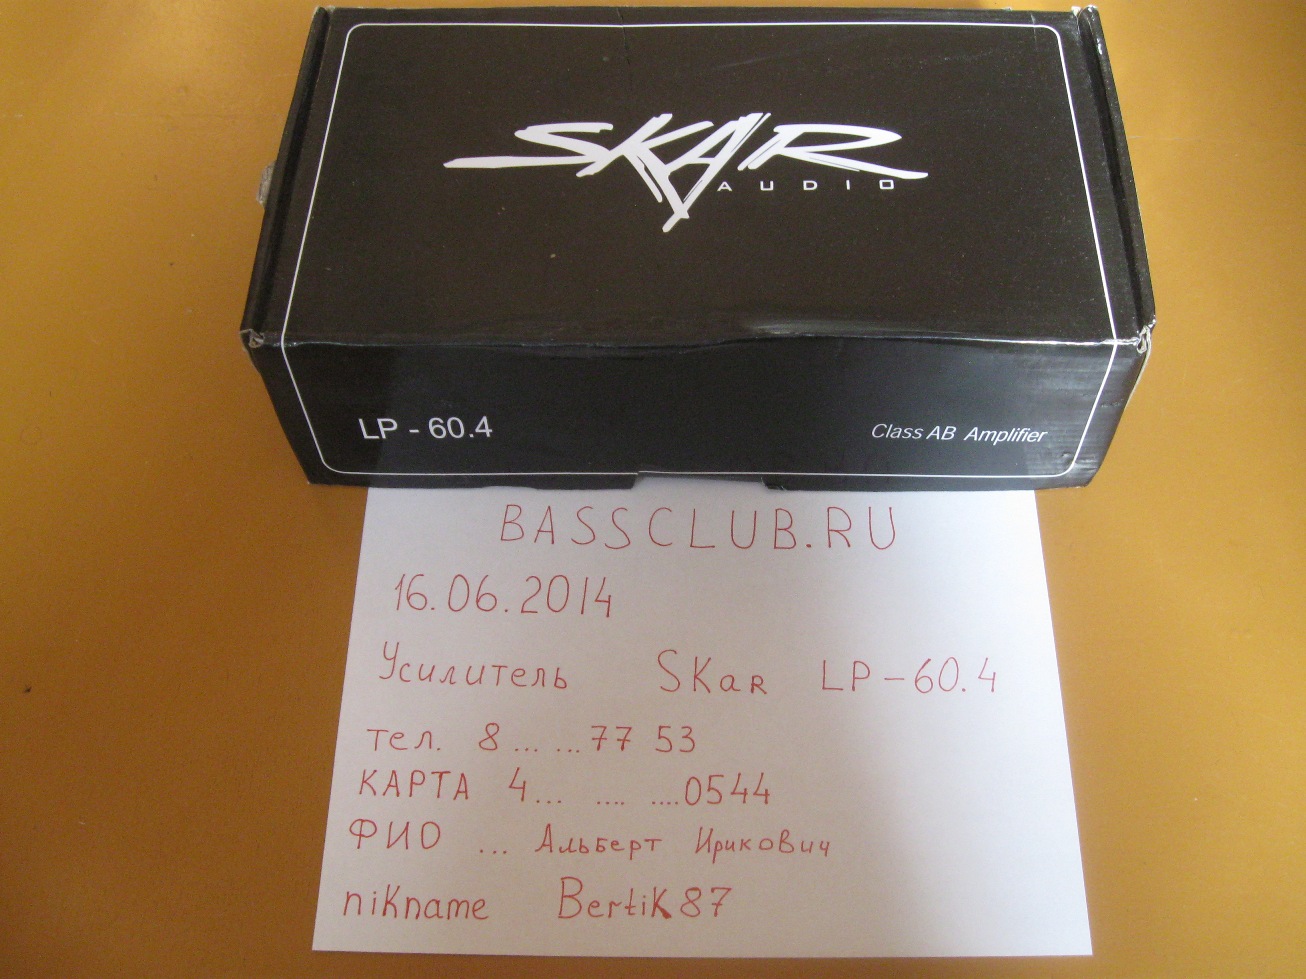 SKAR
AUDIO
LP - 60.4
Class AB Amplifier
BASSCLUB.RU
16.06.2014
Усилитель SKaR LP-60.4
тел. 8... ...77 53
КАРТА 4... .... ....0544
ФИО ... Альберт Ирикович
niKname BertiK87